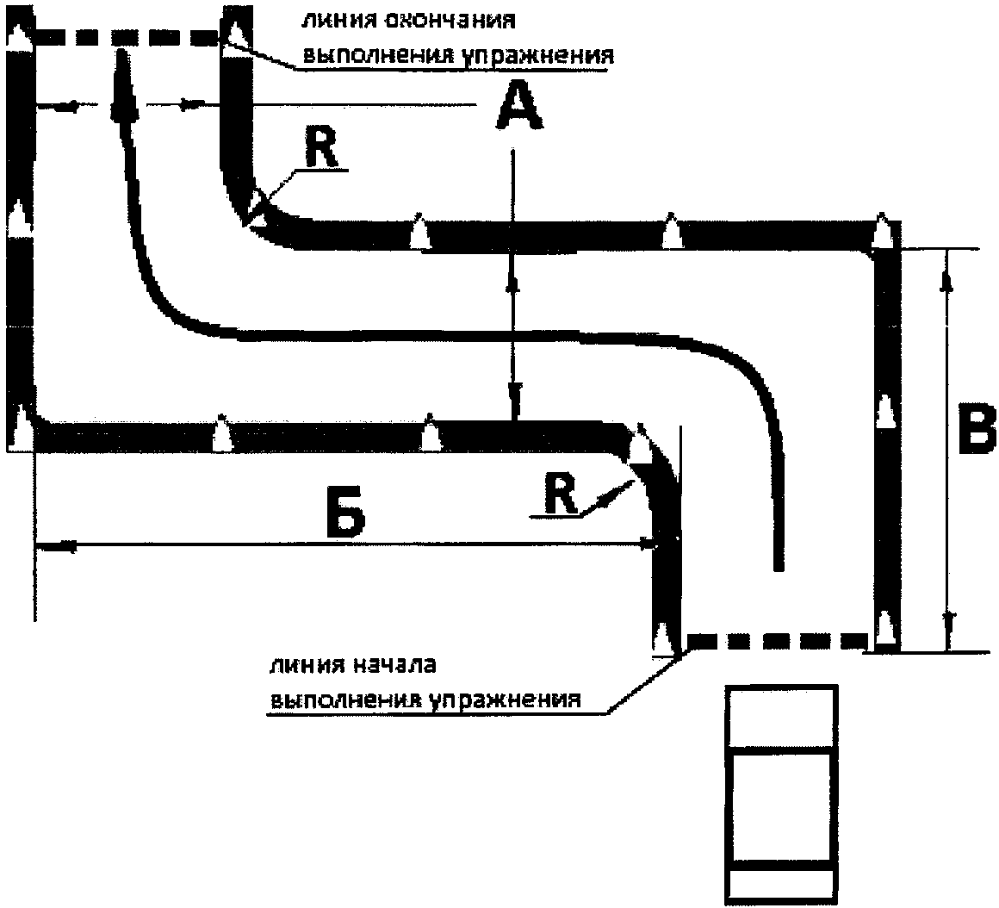 линия окончания
выполнения упражнения
А
R
В
R
Б
линия начала
выполнения упражнения